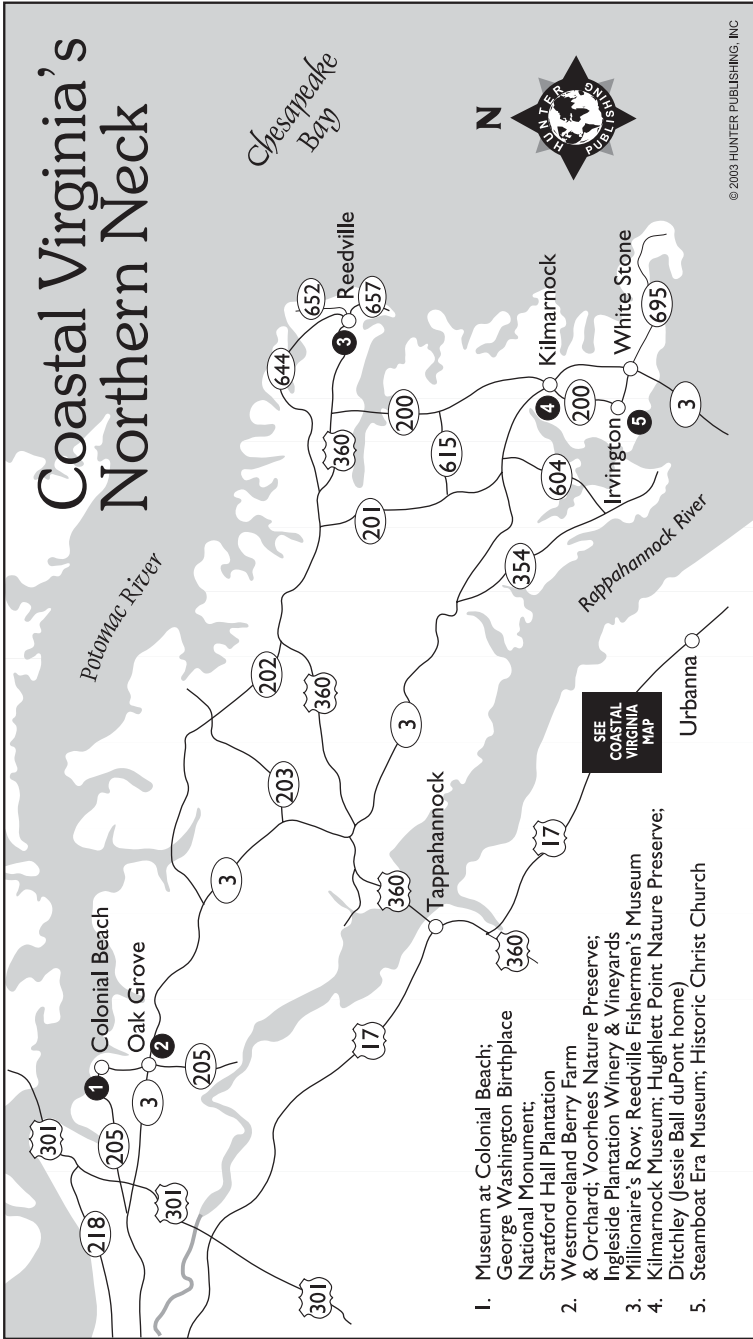 Coastal Virginia's
Northern Neck
Chesapeake
Bay
Potomac River
Rappahannock River
N
HUNTER
PUBLISHING
301
218
205
1
Colonial Beach
Oak Grove
3
2
205
301
301
3
202
203
360
3
360
Tappahannock
17
360
17
SEE
COASTAL
VIRGINIA
MAP
Urbanna
644
652
Reedville
657
3
360
201
200
615
354
604
Kilmarnock
4
200
Irvington
5
White Stone
695
3
1. Museum at Colonial Beach;
George Washington Birthplace
National Monument;
Stratford Hall Plantation
2. Westmoreland Berry Farm
& Orchard; Voorhees Nature Preserve;
Ingleside Plantation Winery & Vineyards
3. Millionaire's Row; Reedville Fishermen's Museum
4. Kilmarnock Museum; Hughlett Point Nature Preserve;
Ditchley (Jessie Ball duPont home)
5. Steamboat Era Museum; Historic Christ Church
© 2003 HUNTER PUBLISHING, INC